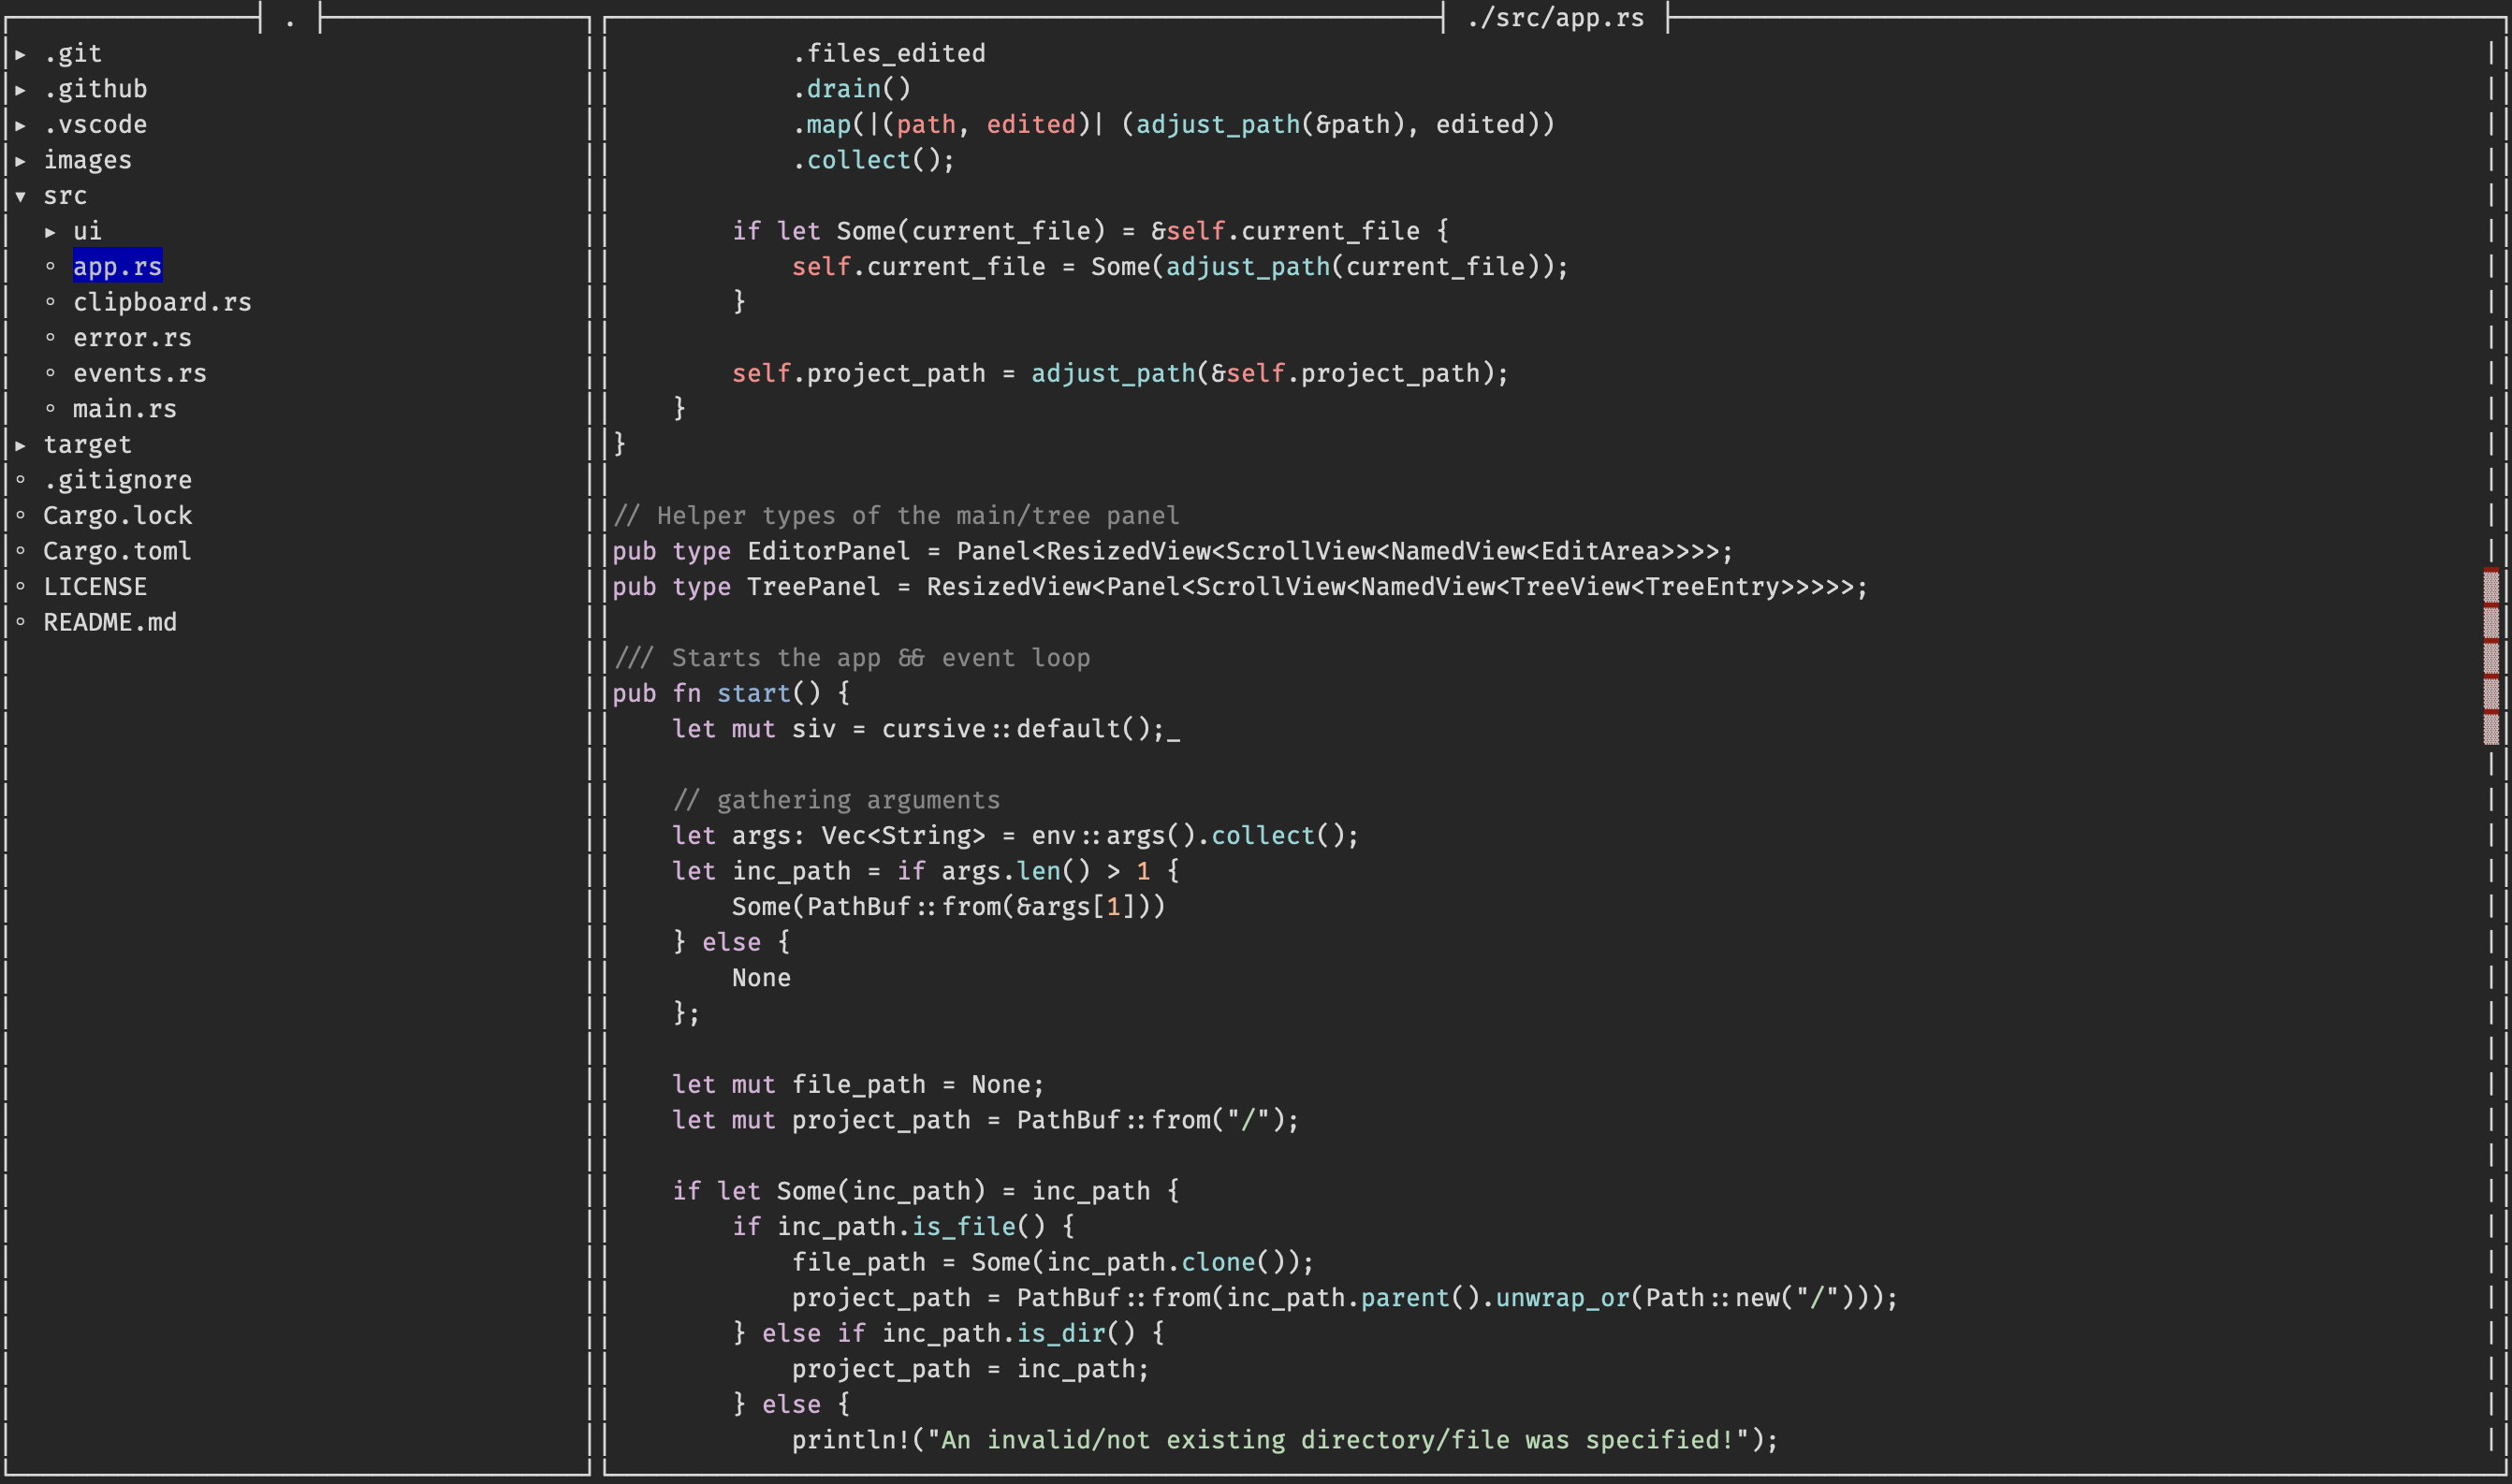 .
▸ .git
▸ .github
▸ .vscode
▸ images
▾ src
  ▸ ui
  ◦ app.rs
  ◦ clipboard.rs
  ◦ error.rs
  ◦ events.rs
  ◦ main.rs
▸ target
◦ .gitignore
◦ Cargo.lock
◦ Cargo.toml
◦ LICENSE
◦ README.md
./src/app.rs
            .files_edited
            .drain()
            .map(|(path, edited)| (adjust_path(&path), edited))
            .collect();

        if let Some(current_file) = &self.current_file {
            self.current_file = Some(adjust_path(current_file));
        }

        self.project_path = adjust_path(&self.project_path);
    }
}

// Helper types of the main/tree panel
pub type EditorPanel = Panel<ResizedView<ScrollView<NamedView<EditArea>>>>;
pub type TreePanel = ResizedView<Panel<ScrollView<NamedView<TreeView<TreeEntry>>>>>;

/// Starts the app && event loop
pub fn start() {
    let mut siv = cursive::default();_

    // gathering arguments
    let args: Vec<String> = env::args().collect();
    let inc_path = if args.len() > 1 {
        Some(PathBuf::from(&args[1]))
    } else {
        None
    };

    let mut file_path = None;
    let mut project_path = PathBuf::from("/");

    if let Some(inc_path) = inc_path {
        if inc_path.is_file() {
            file_path = Some(inc_path.clone());
            project_path = PathBuf::from(inc_path.parent().unwrap_or(Path::new("/")));
        } else if inc_path.is_dir() {
            project_path = inc_path;
        } else {
            println!("An invalid/not existing directory/file was specified!");